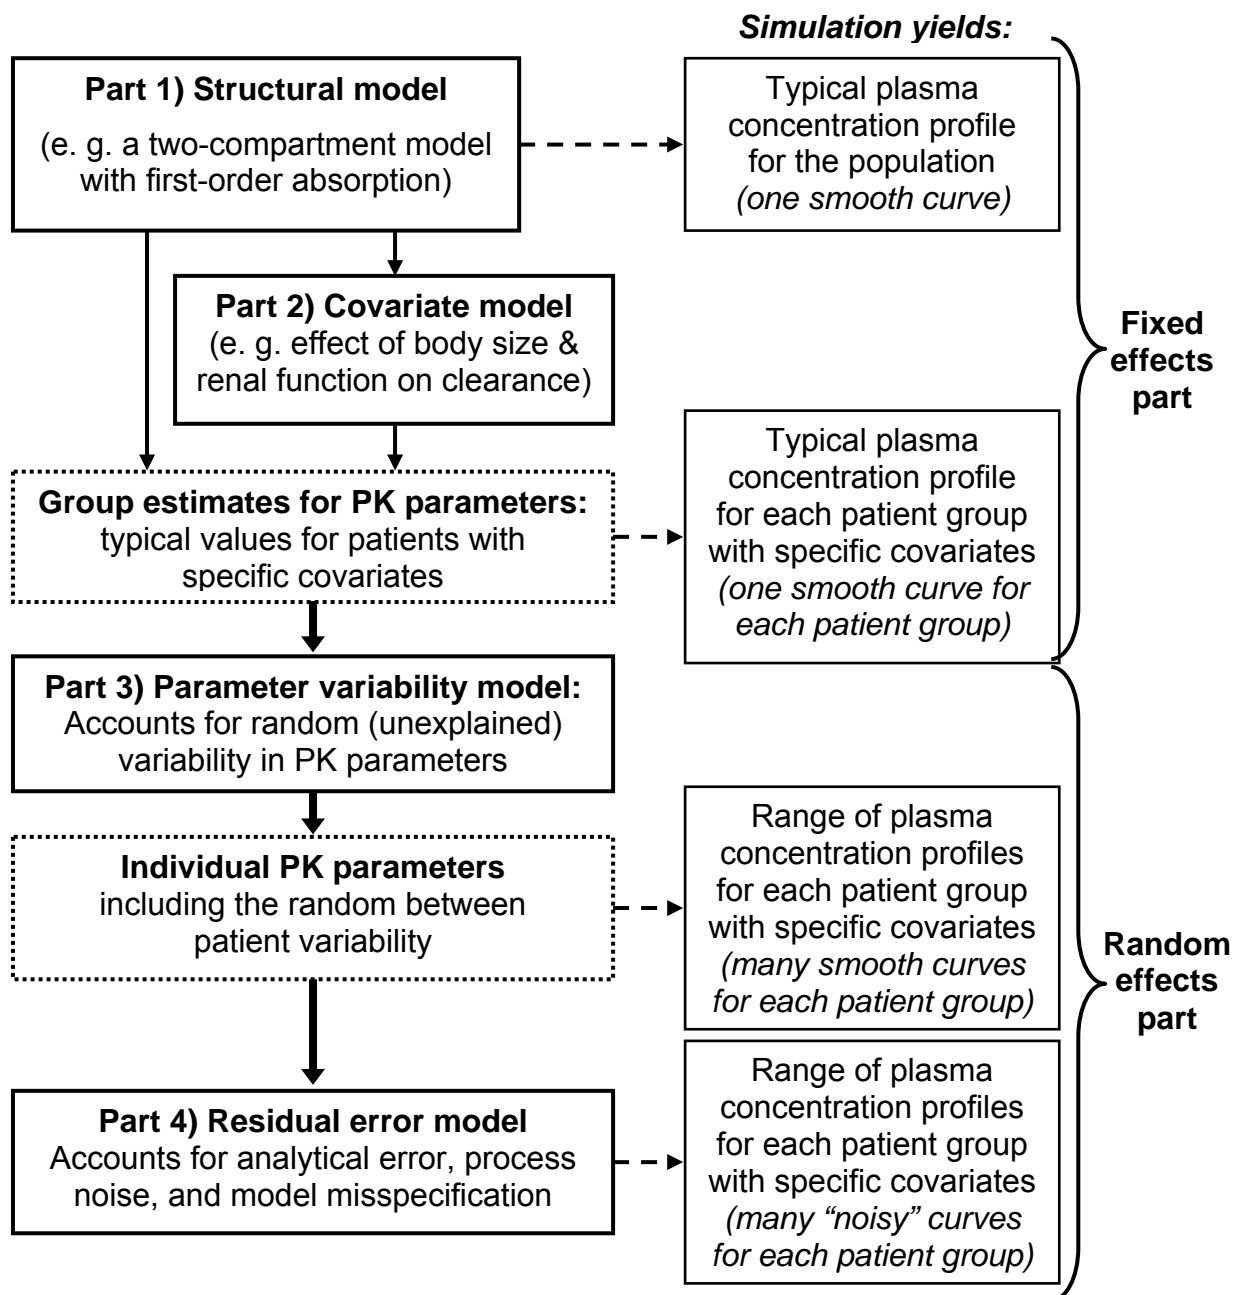 Simulation yields:
Part 1) Structural model
(e. g. a two-compartment model
with first-order absorption)
Typical plasma
concentration profile
for the population
(one smooth curve)
Part 2) Covariate model
(e. g. effect of body size &
renal function on clearance)
Fixed
effects
part
Group estimates for PK parameters:
typical values for patients with
specific covariates
Typical plasma
concentration profile
for each patient group
with specific covariates
(one smooth curve for
each patient group)
Part 3) Parameter variability model:
Accounts for random (unexplained)
variability in PK parameters
Individual PK parameters
including the random between
patient variability
Range of plasma
concentration profiles
for each patient group
with specific covariates
(many smooth curves
for each patient group)
Random
effects
part
Part 4) Residual error model
Accounts for analytical error, process
noise, and model misspecification
Range of plasma
concentration profiles
for each patient group
with specific covariates
(many “noisy” curves
for each patient group)